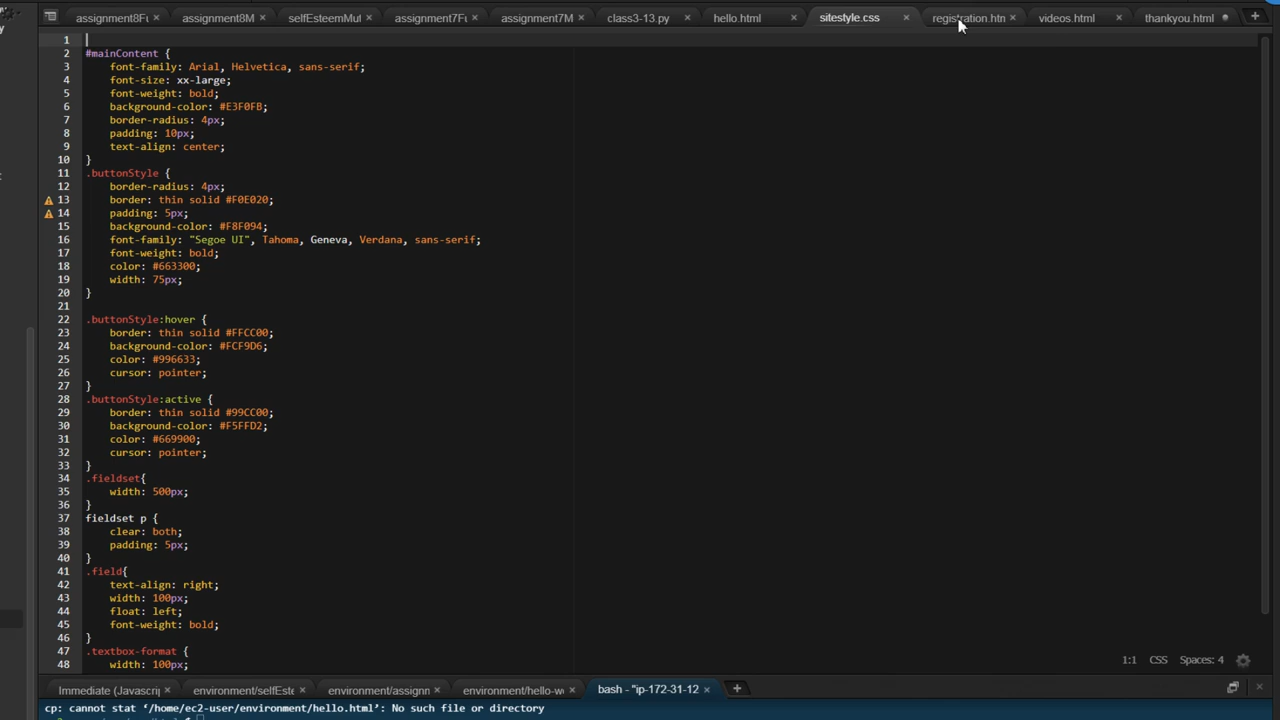 assignment8Fu assignment8M selfEsteemMut assignment7Fu assignment7M class3-13.py hello.html sitestyle.css registration.htm videos.html thankyou.html
1
2 #mainContent {
3 font-family: Arial, Helvetica, sans-serif;
4 font-size: xx-large;
5 font-weight: bold;
6 background-color: #E3F0FB;
7 border-radius: 4px;
8 padding: 10px;
9 text-align: center;
10 }
11 .buttonStyle {
12 border-radius: 4px;
13 border: thin solid #F0E020;
14 padding: 5px;
15 background-color: #F8F094;
16 font-family: "Segoe UI", Tahoma, Geneva, Verdana, sans-serif;
17 font-weight: bold;
18 color: #663300;
19 width: 75px;
20 }
21
22 .buttonStyle:hover {
23 border: thin solid #FFCC00;
24 background-color: #FCF9D6;
25 color: #996633;
26 cursor: pointer;
27 }
28 .buttonStyle:active {
29 border: thin solid #99CC00;
30 background-color: #F5FFD2;
31 color: #669900;
32 cursor: pointer;
33 }
34 .fieldset{
35 width: 500px;
36 }
37 fieldset p {
38 clear: both;
39 padding: 5px;
40 }
41 .field{
42 text-align: right;
43 width: 100px;
44 float: left;
45 font-weight: bold;
46 }
47 .textbox-format {
48 width: 100px;
1:1 CSS Spaces: 4
Immediate (Javascrip environment/selfEste environment/assignm environment/hello-wo bash - "ip-172-31-12
cp: cannot stat ‘/home/ec2-user/environment/hello.html’: No such file or directory